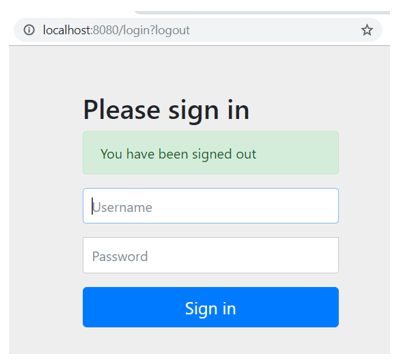 localhost:8080/login?logout
Please sign in
You have been signed out
Username
Password
Sign in